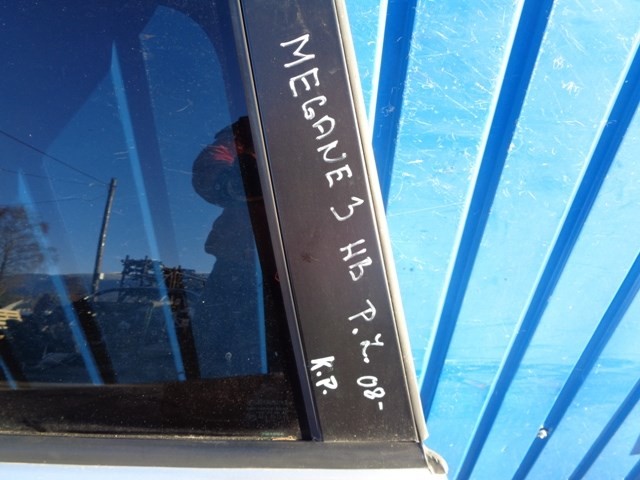 MEGANE 3 HB P.Z. 08-
K.P.